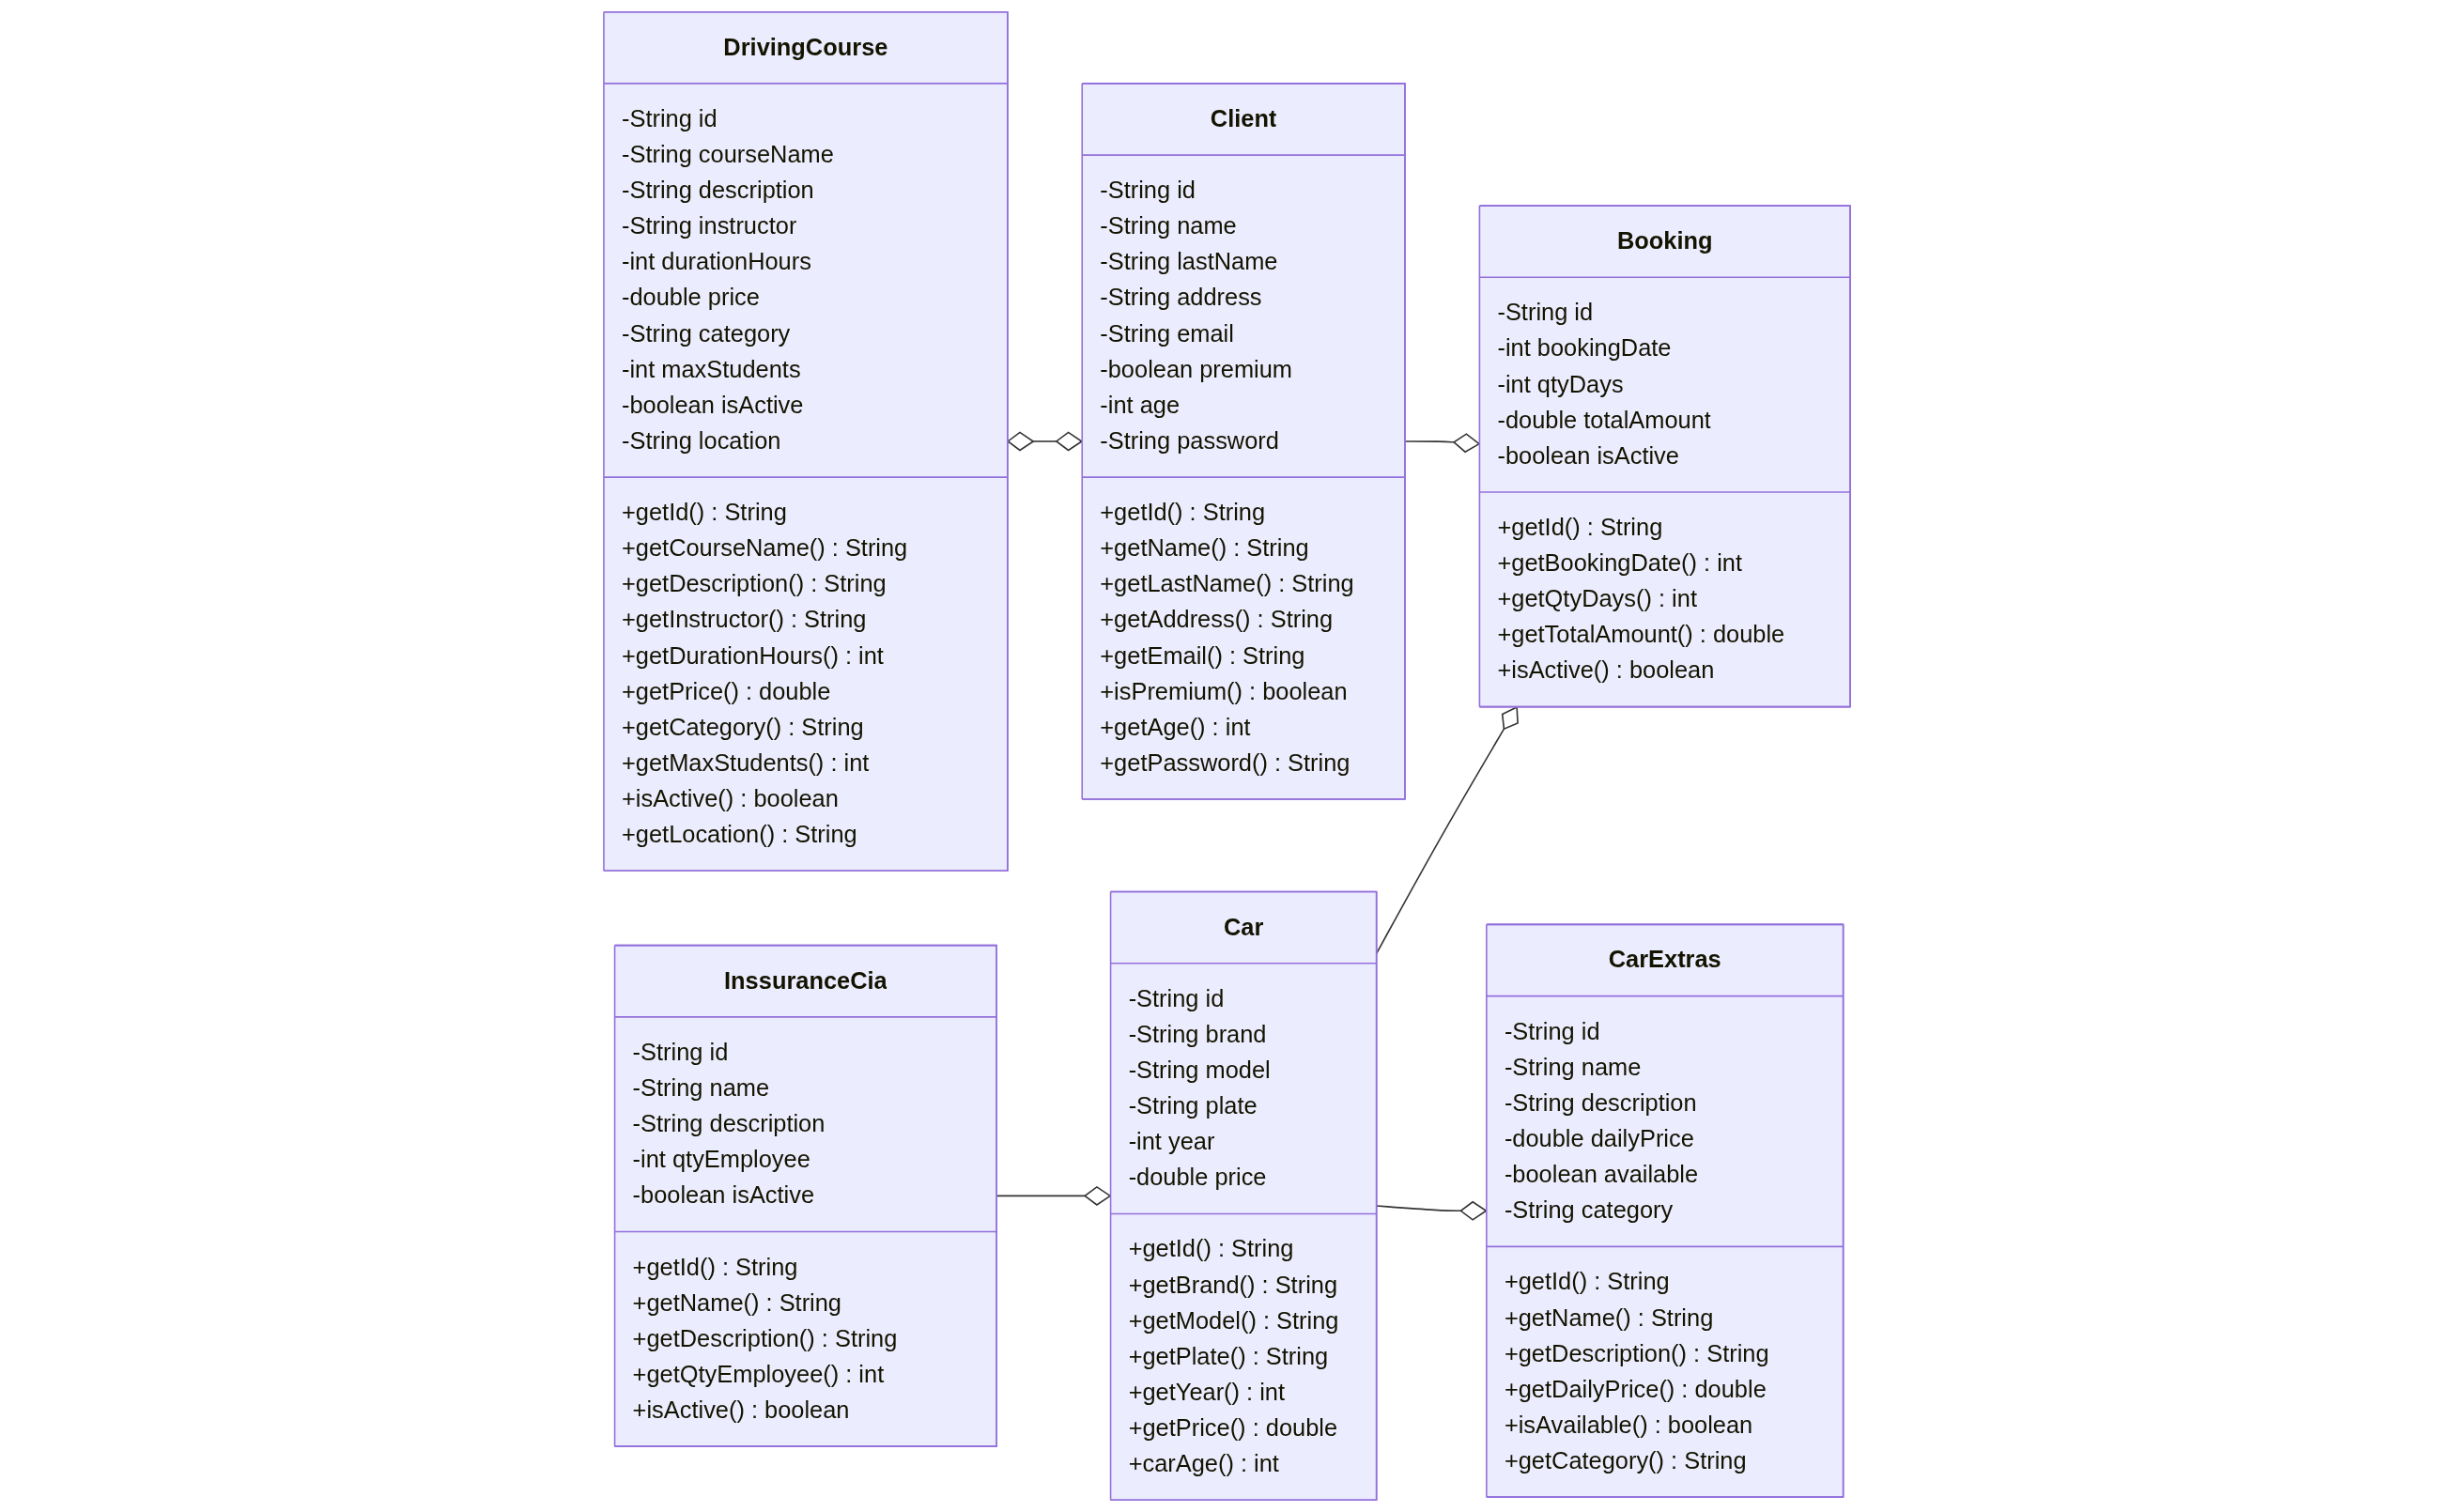 DrivingCourse
-String id
-String courseName
-String description
-String instructor
-int durationHours
-double price
-String category
-int maxStudents
-boolean isActive
-String location
+getId() : String
+getCourseName() : String
+getDescription() : String
+getInstructor() : String
+getDurationHours() : int
+getPrice() : double
+getCategory() : String
+getMaxStudents() : int
+isActive() : boolean
+getLocation() : String
Client
-String id
-String name
-String lastName
-String address
-String email
-boolean premium
-int age
-String password
+getId() : String
+getName() : String
+getLastName() : String
+getAddress() : String
+getEmail() : String
+isPremium() : boolean
+getAge() : int
+getPassword() : String
Booking
-String id
-int bookingDate
-int qtyDays
-double totalAmount
-boolean isActive
+getId() : String
+getBookingDate() : int
+getQtyDays() : int
+getTotalAmount() : double
+isActive() : boolean
InssuranceCia
-String id
-String name
-String description
-int qtyEmployee
-boolean isActive
+getId() : String
+getName() : String
+getDescription() : String
+getQtyEmployee() : int
+isActive() : boolean
Car
-String id
-String brand
-String model
-String plate
-int year
-double price
+getId() : String
+getBrand() : String
+getModel() : String
+getPlate() : String
+getYear() : int
+getPrice() : double
+carAge() : int
CarExtras
-String id
-String name
-String description
-double dailyPrice
-boolean available
-String category
+getId() : String
+getName() : String
+getDescription() : String
+getDailyPrice() : double
+isAvailable() : boolean
+getCategory() : String